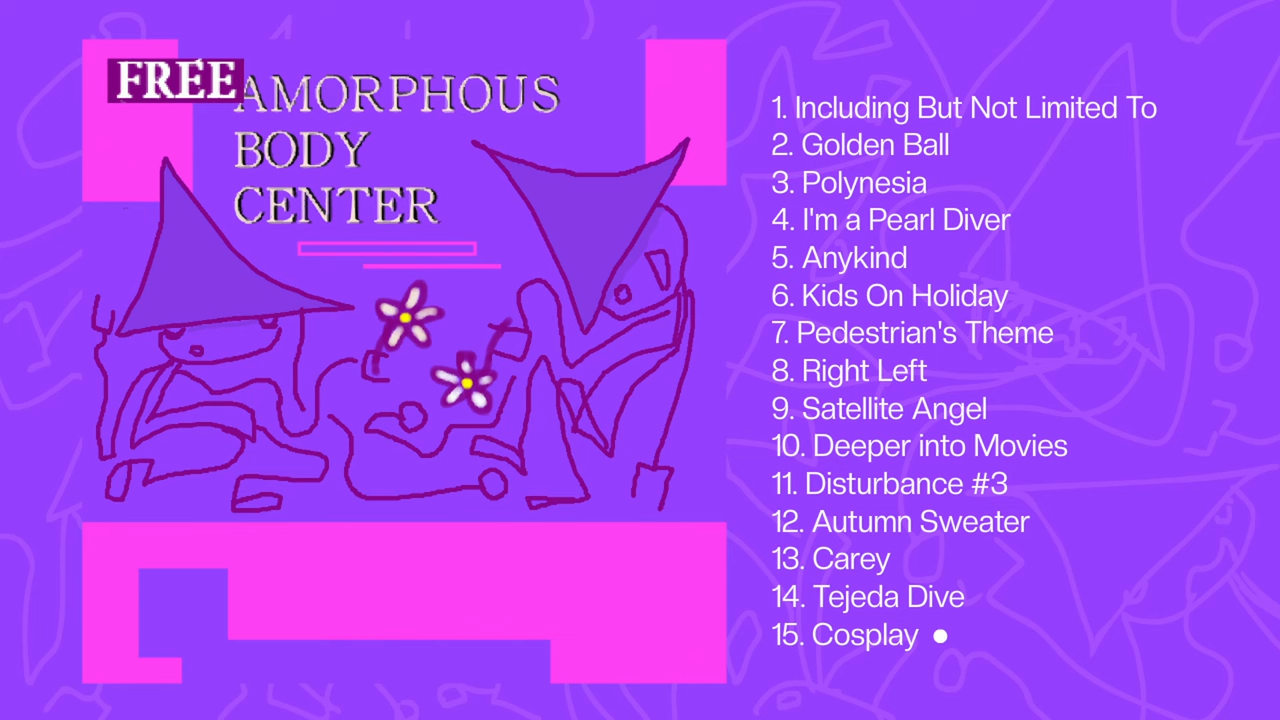 FREE
AMORPHOUS
BODY
CENTER
1. Including But Not Limited To
2. Golden Ball
3. Polynesia
4. I'm a Pearl Diver
5. Anykind
6. Kids On Holiday
7. Pedestrian's Theme
8. Right Left
9. Satellite Angel
10. Deeper into Movies
11. Disturbance #3
12. Autumn Sweater
13. Carey
14. Tejeda Dive
15. Cosplay